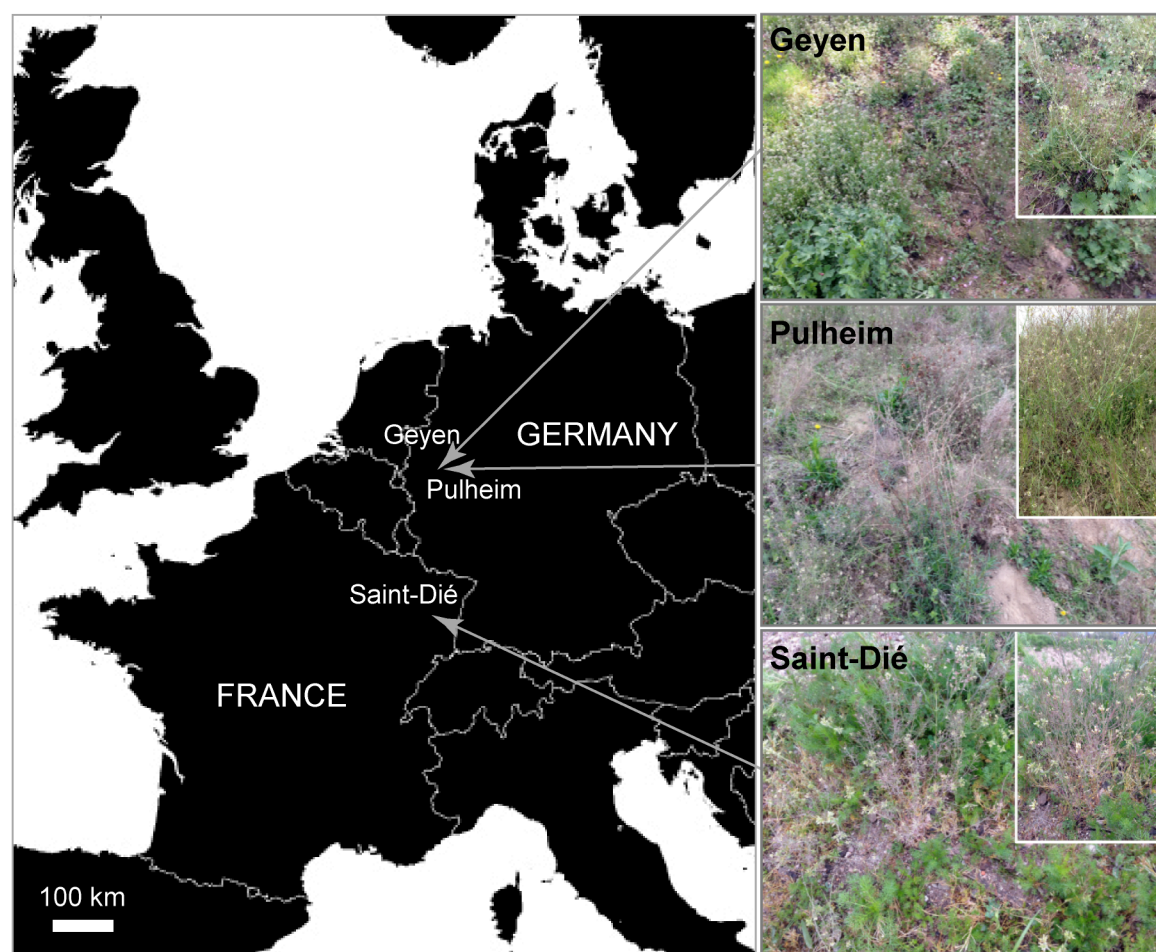 Geyen
GERMANY
Pulheim
Saint-Dié
FRANCE
100 km
Geyen
Pulheim
Saint-Dié